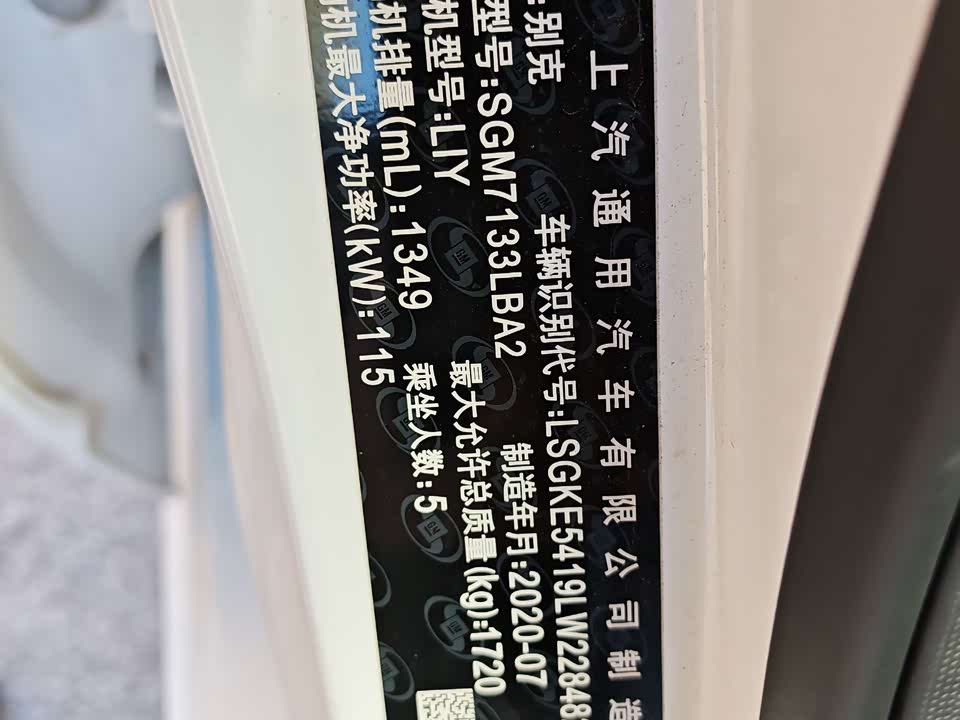 上汽通用汽车有限公司制造
:别克 车辆识别代号:LSGKE5419LW22848
型号:SGM7133LBA2 制造年月:2020-07
机型号:LIY 最大允许总质量(kg):1720
机排量(mL):1349 乘坐人数:5
机最大净功率(kW):115